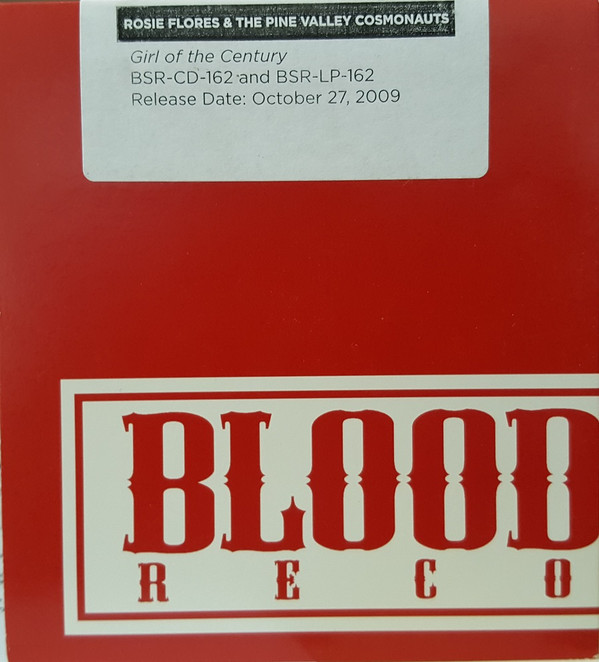 ROSIE FLORES & THE PINE VALLEY COSMONAUTS
Girl of the Century
BSR-CD-162 and BSR-LP-162
Release Date: October 27, 2009
BLOOD
RECO